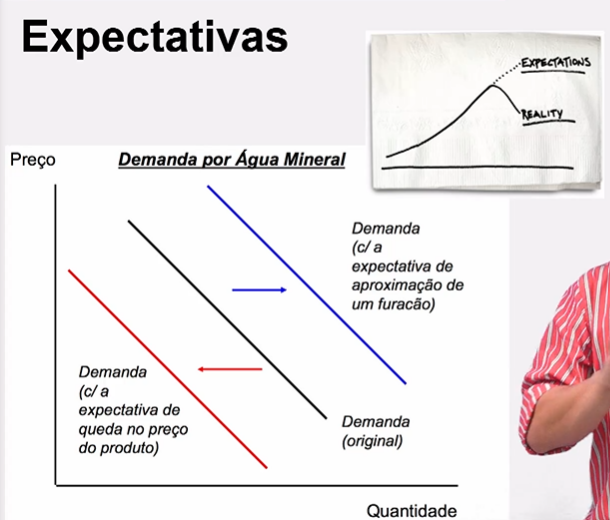 Expectativas
EXPECTATIONS
REALITY
Preço
Demanda por Água Mineral
Demanda
(c/ a
expectativa de
aproximação de
um furacão)
Demanda
(c/ a
expectativa de
queda no preço
do produto)
Demanda
(original)
Quantidade